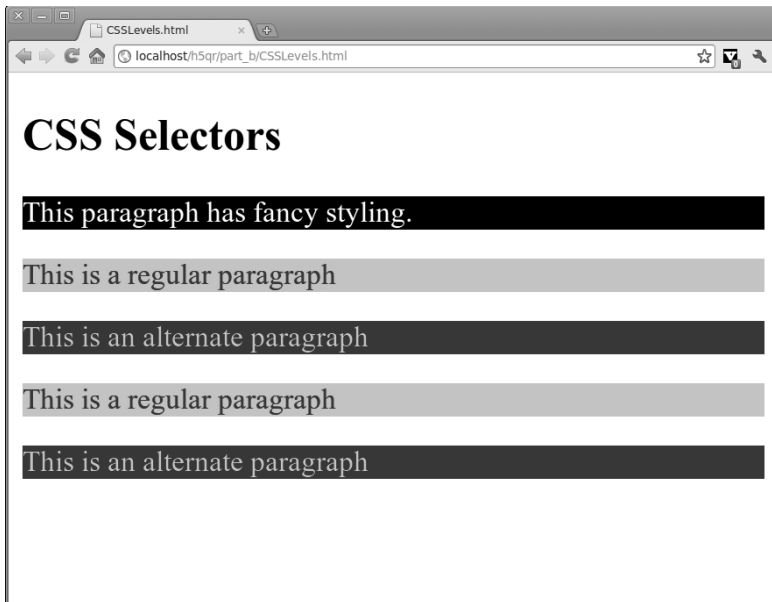 CSSLevels.html
localhost/h5qr/part_b/CSSLevels.html
0
CSS Selectors
This paragraph has fancy styling.
This is a regular paragraph
This is an alternate paragraph
This is a regular paragraph
This is an alternate paragraph